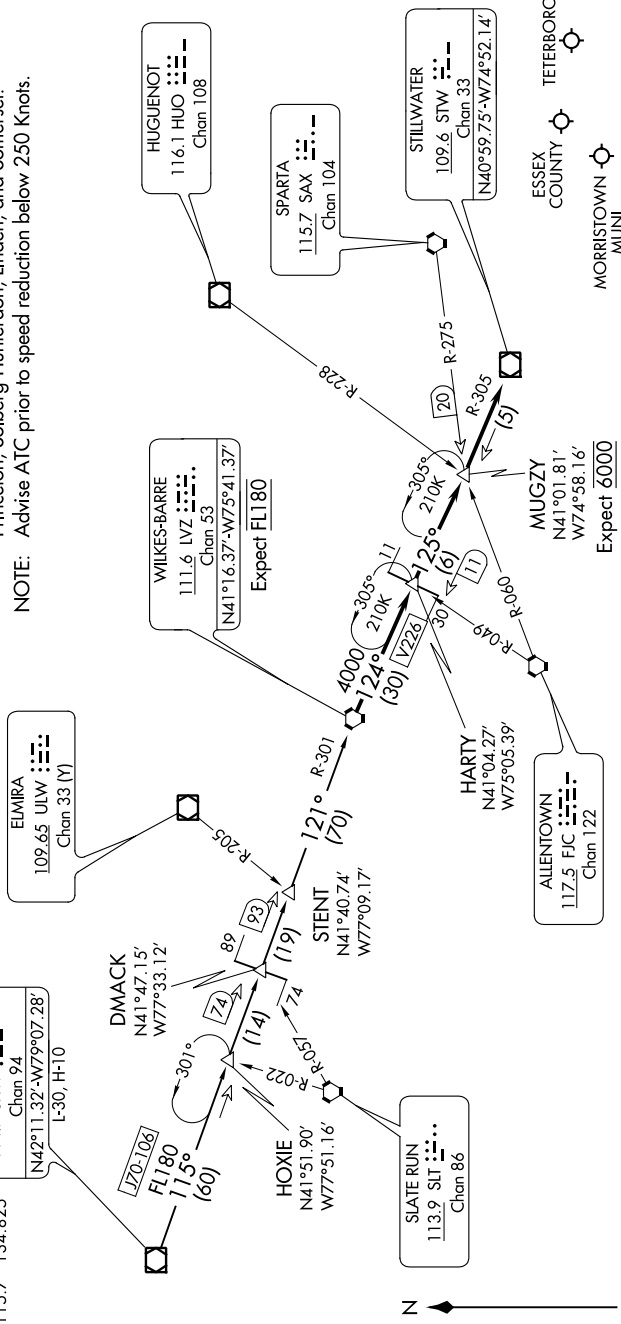 NOTE: Advise ATC prior to speed reduction below 250 Knots.
HUGUENOT
116.1 HUO
Chan 108
SPARTA
115.7 SAX
Chan 104
STILLWATER
109.6 STW
Chan 33
N40°59.75'-W74°52.14'
TETERBORO
ESSEX
COUNTY
MORRISTOWN
MUNI
ELMIRA
109.65 ULW
Chan 33 (Y)
WILKES-BARRE
111.6 LVZ
Chan 53
N41°16.37'-W75°41.37'
Expect FL180
Chan 94
N42°11.32'-W79°07.28'
L-30, H-10
DMACK
N41°47.15'
W77°33.12'
STENT
N41°40.74'
W77°09.17'
HOXIE
N41°51.90'
W77°51.16'
HARTY
N41°04.27'
W75°05.39'
MUGZY
N41°01.81'
W74°58.16'
Expect 6000
SLATE RUN
113.9 SLT
Chan 86
ALLENTOWN
117.5 FJC
Chan 122
J70-106
FL180
115°
(60)
301°
R-022
R-057
74
(14)
74
89
93
(19)
R-205
121°
(70)
R-301
4000
124°
(30)
V226
305°
210K
11
30
R-049
R-060
11
125°
(6)
305°
210K
R-228
20
R-275
R-305
(5)
N